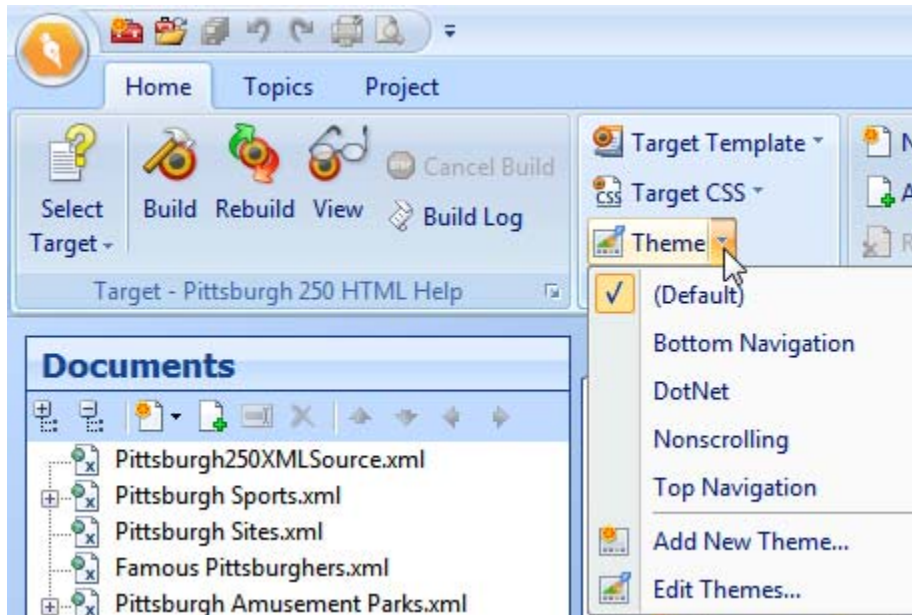 Home Topics Project
Target Template
Cancel Build
CSS Target CSS
Select Target Build Rebuild View Build Log
Theme
Target - Pittsburgh 250 HTML Help
(Default)
Bottom Navigation
DotNet
Nonscrolling
Top Navigation
Add New Theme...
Edit Themes...
Documents
Pittsburgh250XMLSource.xml
Pittsburgh Sports.xml
Pittsburgh Sites.xml
Famous Pittsburghers.xml
Pittsburgh Amusement Parks.xml